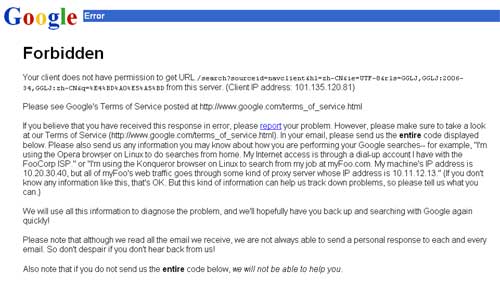 Google Error
Forbidden
Your client does not have permission to get URL /search?sourceid=navclient&hl=zh-CN&ie=UTF-8&rls=GGLJ,GGLJ:2006-
34,GGLJ:zh-CN&q=%E4%BD%A0%E5%A5%BD from this server. (Client IP address: 101.135.120.81)
Please see Google's Terms of Service posted at http://www.google.com/terms_of_service.html
If you believe that you have received this response in error, please report your problem. However, please make sure to take a look
at our Terms of Service (http://www.google.com/terms_of_service.html). In your email, please send us the entire code displayed
below. Please also send us any information you may know about how you are performing your Google searches-- for example, "I'm
using the Opera browser on Linux to do searches from home. My Internet access is through a dial-up account I have with the
FooCorp ISP " or "I'm using the Konqueror browser on Linux to search from my job at myFoo.com. My machine's IP address is
10.20.30.40, but all of myFoo's web traffic goes through some kind of proxy server whose IP address is 10.11.12.13." (If you don't
know any information like this, that's OK. But this kind of information can help us track down problems, so please tell us what you
can.)
We will use all this information to diagnose the problem, and we'll hopefully have you back up and searching with Google again
quickly!
Please note that although we read all the email we receive, we are not always able to send a personal response to each and every
email. So don't despair if you don't hear back from us!
Also note that if you do not send us the entire code below, we will not be able to help you.